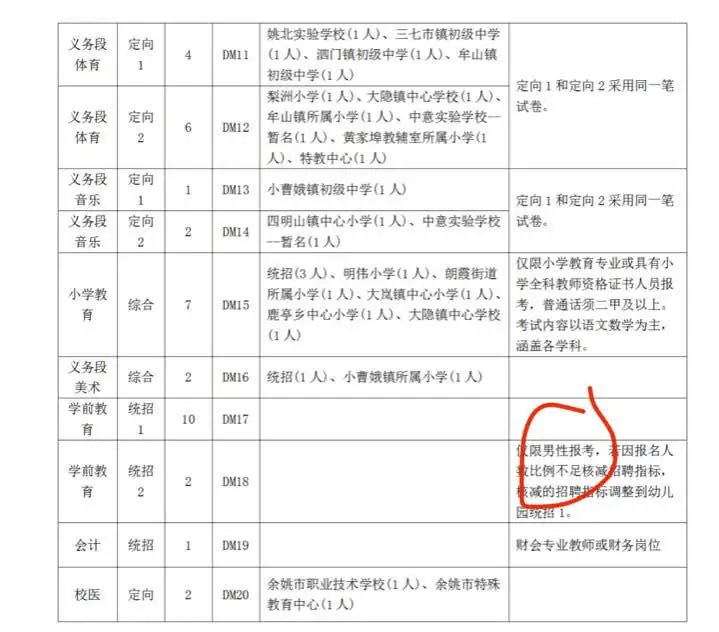 义务段 定向 4 DM11 姚北实验学校(1人)、三七市镇初级中学
体育 1 (1人)、泗门镇初级中学(1人)、牟山镇
初级中学(1人)
定向1和定向2采用同一笔
试卷。
义务段 定向 6 DM12 梨洲小学(1人)、大隐镇中心学校(1人)、
体育 2 牟山镇所属小学(1人)、中意实验学校—
暂名(1人)、黄家埠教辅室所属小学(1
人)、特教中心(1人)
义务段 定向 1 DM13 小曹娥镇初级中学(1人)
音乐 1
定向1和定向2采用同一笔
试卷。
义务段 定向 2 DM14 四明山镇中心小学(1人)、中意实验学校
音乐 2 —暂名(1人)
小学教 综合 7 DM15 统招(3人)、明伟小学(1人)、朗霞街道
育 所属小学(1人)、大岚镇中心小学(1人)、
鹿亭乡中心小学(1人)、大隐镇中心学校
(1人)
仅限小学教育专业或具有小
学全科教师资格证书人员报
考，普通话须二甲及以上。
考试内容以语文数学为主，
涵盖各学科。
义务段 综合 2 DM16 统招(1人)、小曹娥镇所属小学(1人)
美术
学前教 统招 10 DM17
育 1
学前教 统招 2 DM18
育 2
仅限男性报考，若因报名人
数比例不足核减招聘指标，
核减的招聘指标调整到幼儿
园统招1。
会计 统招 1 DM19 财会专业教师或财务岗位
校医 定向 2 DM20 余姚市职业技术学校(1人)、余姚市特殊
教育中心(1人)